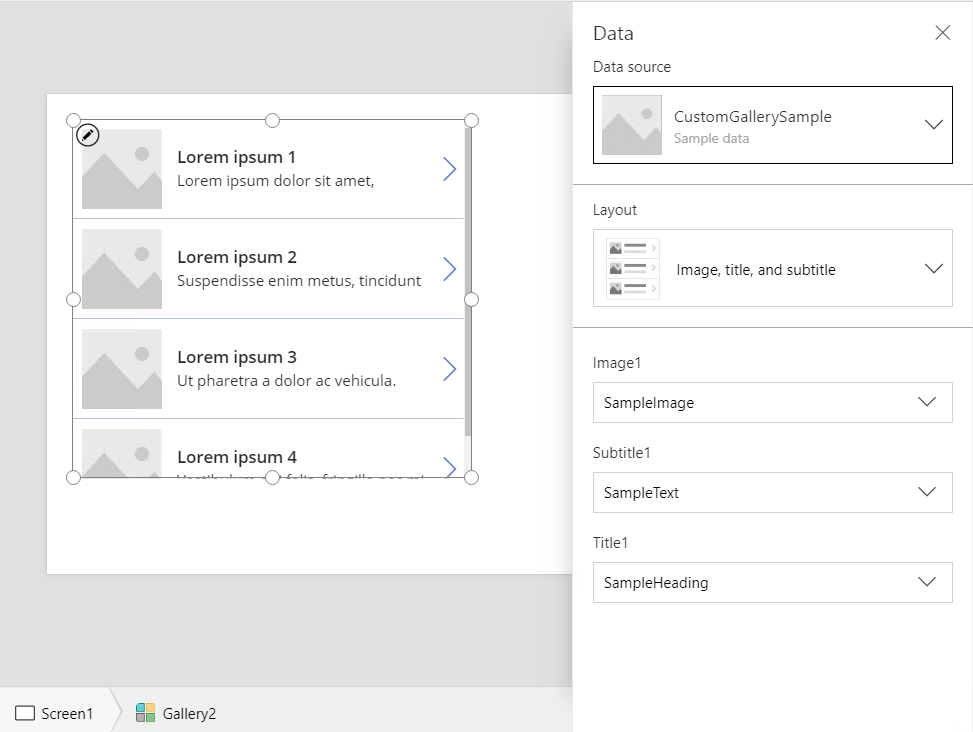 Lorem ipsum 1
Lorem ipsum dolor sit amet,
Lorem ipsum 2
Suspendisse enim metus, tincidunt
Lorem ipsum 3
Ut pharetra a dolor ac vehicula.
Lorem ipsum 4
Data
Data source
CustomGallerySample
Sample data
Layout
Image, title, and subtitle
Image1
SampleImage
Subtitle1
SampleText
Title1
SampleHeading
Screen1
Gallery2